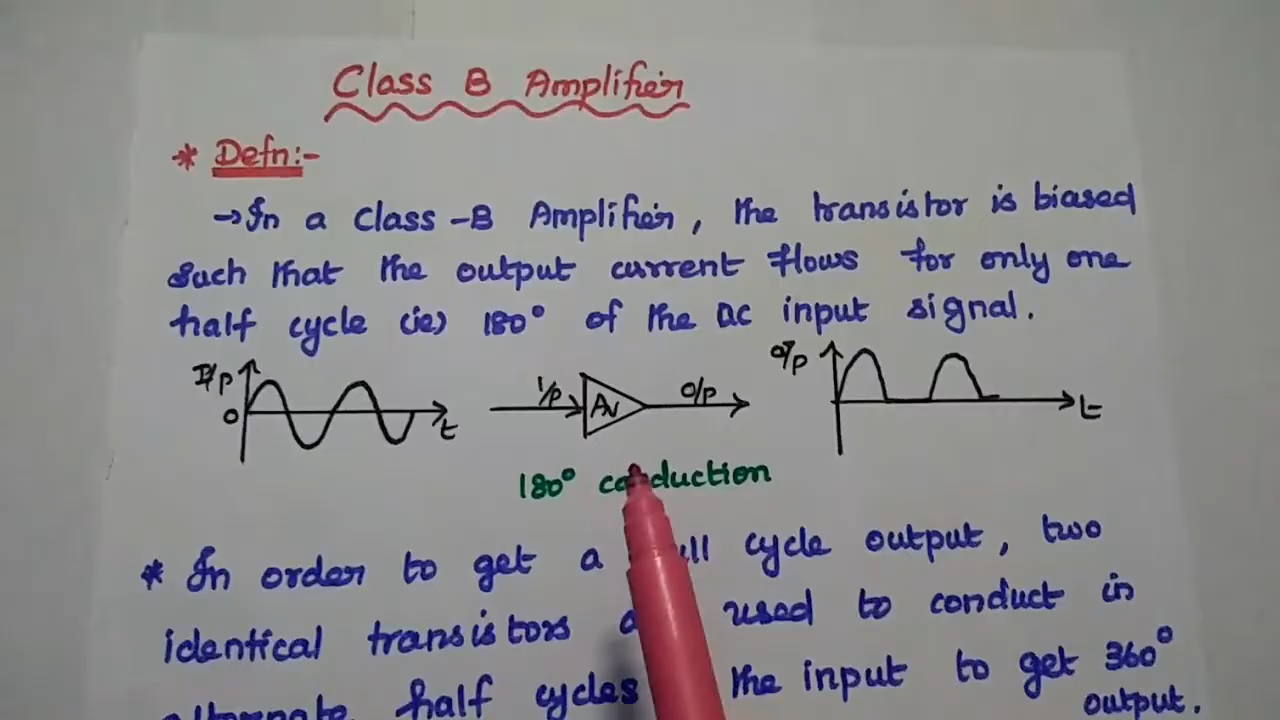 Class B Amplifier
* Defn:-
→In a Class-B Amplifier, the transistor is biased
such that the output current flows for only one
half cycle (ie) 180° of the ac input signal.
I/p
0
t
i/p
Av
o/p
o/p
t
180° conduction
* In order to get a cycle output, two
identical transistors used to conduct in
half cycles the input to get 360°
output.